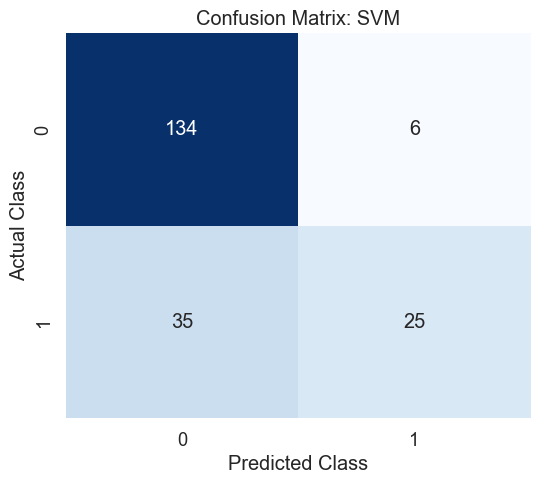 Confusion Matrix: SVM
Actual Class
0
134
6
1
35
25
0
1
Predicted Class